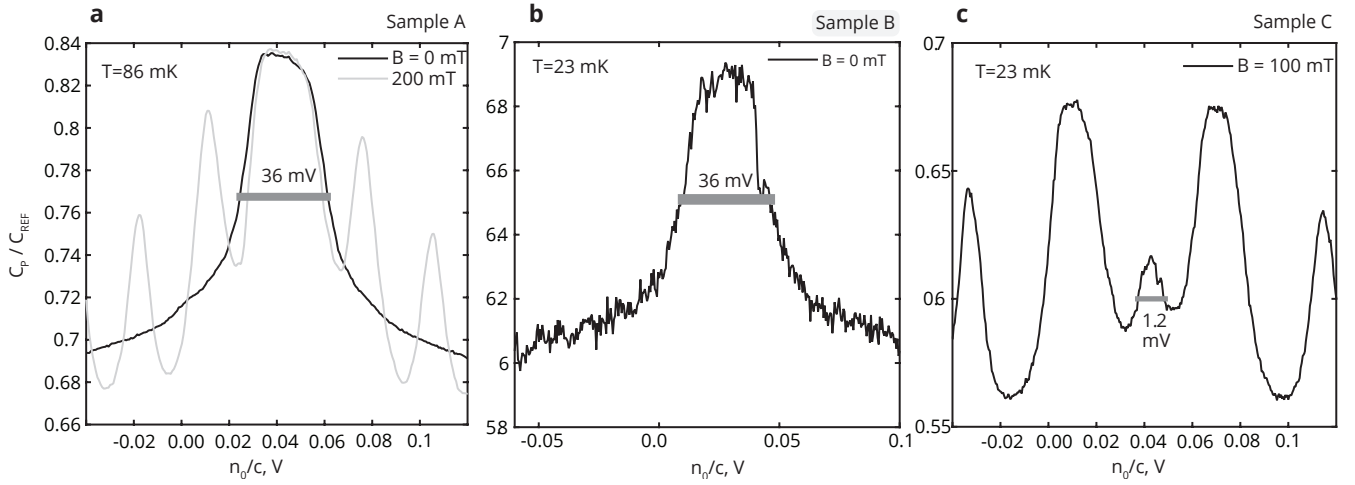 a
Sample A
T=86 mK
B = 0 mT
200 mT
36 mV
0.84
0.82
0.8
0.78
0.76
0.74
0.72
0.7
0.68
0.66
C_P / C_REF
-0.02
0.00
0.02
0.04
0.06
0.08
0.1
n_0/c, V
b
Sample B
T=23 mK
B = 0 mT
36 mV
7
68
66
64
62
6
58
-0.05
0.0
0.05
0.1
n_0/c, V
c
Sample C
T=23 mK
B = 100 mT
1.2
mV
0.7
0.65
0.6
0.55
-0.02
0.00
0.02
0.04
0.06
0.08
0.1
n_0/c, V